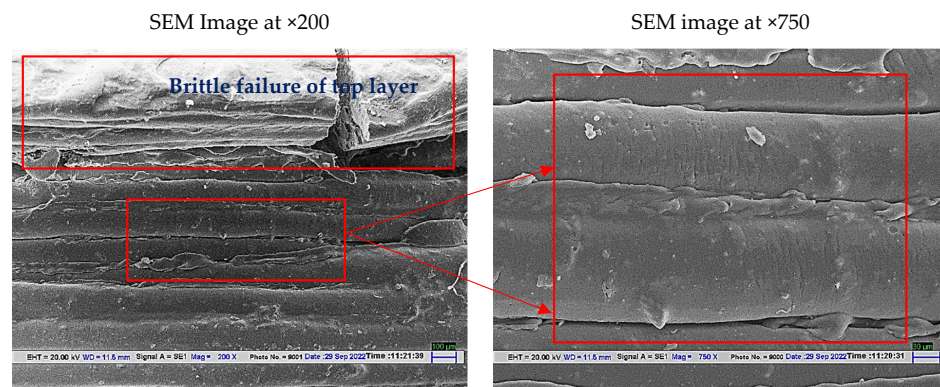 SEM Image at ×200
SEM image at ×750
Brittle failure of top layer
100 µm
EHT = 20.00 kV WD = 11.5 mm Signal A = SE1 Mag = 200 X Photo No. = 9001 Date :29 Sep 2022 Time :11:21:39
30 µm
EHT = 20.00 kV WD = 11.5 mm Signal A = SE1 Mag = 750 X Photo No. = 9000 Date :29 Sep 2022 Time :11:20:31